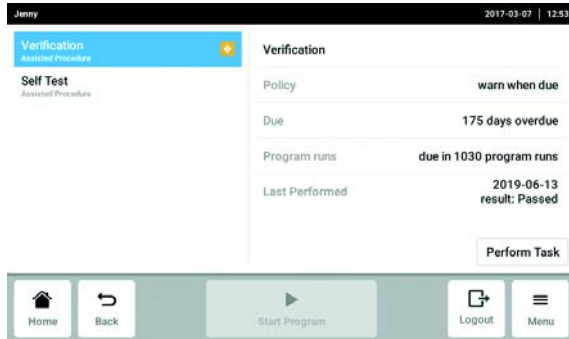 Jenny
2017-03-07 | 12:53
Verification
Assisted Procedure
Self Test
Assisted Procedure
Verification
Policy
warn when due
Due
175 days overdue
Program runs
due in 1030 program runs
Last Performed
2019-06-13
result: Passed
Perform Task
Home
Back
Start Program
Logout
Menu